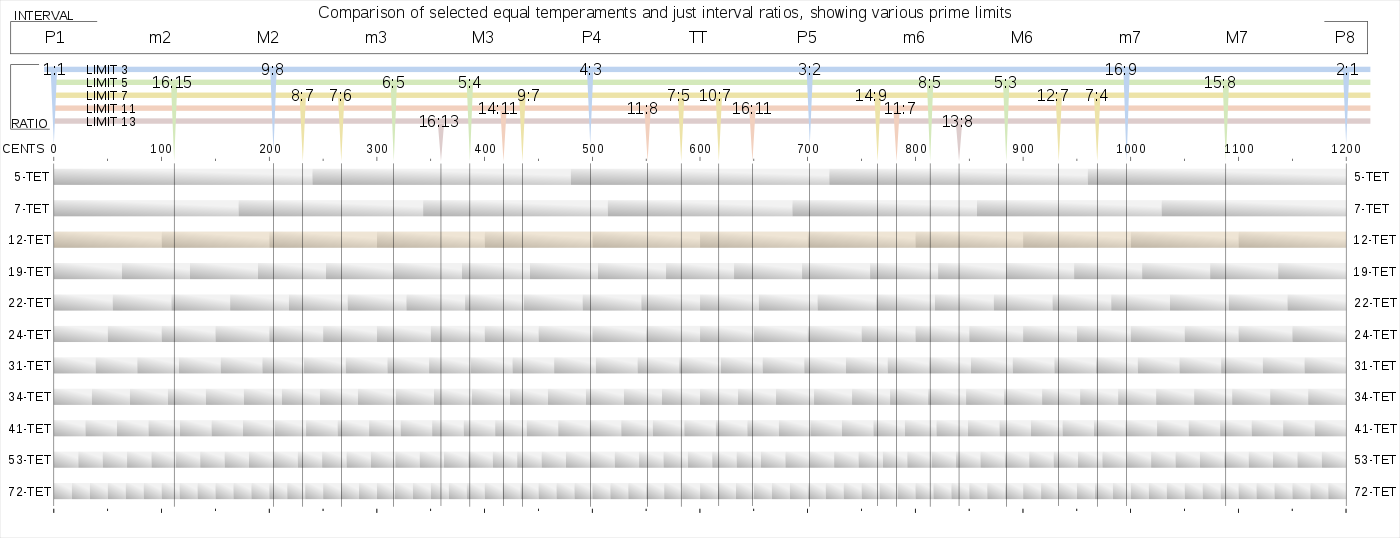 Comparison of selected equal temperaments and just interval ratios, showing various prime limits
INTERVAL
P1 m2 M2 m3 M3 P4 TT P5 m6 M6 m7 M7 P8
1:1 LIMIT 3 9:8 4:3 3:2 16:9 2:1
LIMIT 5 16:15 6:5 5:4 8:5 5:3 15:8
LIMIT 7 8:7 7:6 9:7 7:5 10:7 14:9 12:7 7:4
LIMIT 11 14:11 11:8 16:11 11:7
RATIO LIMIT 13 16:13 13:8
CENTS 0 100 200 300 400 500 600 700 800 900 1000 1100 1200
5-TET 5-TET
7-TET 7-TET
12-TET 12-TET
19-TET 19-TET
22-TET 22-TET
24-TET 24-TET
31-TET 31-TET
34-TET 34-TET
41-TET 41-TET
53-TET 53-TET
72-TET 72-TET